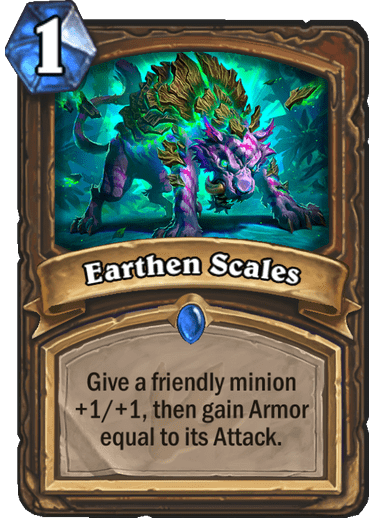 1
Earthen Scales
Give a friendly minion
+1/+1, then gain Armor
equal to its Attack.